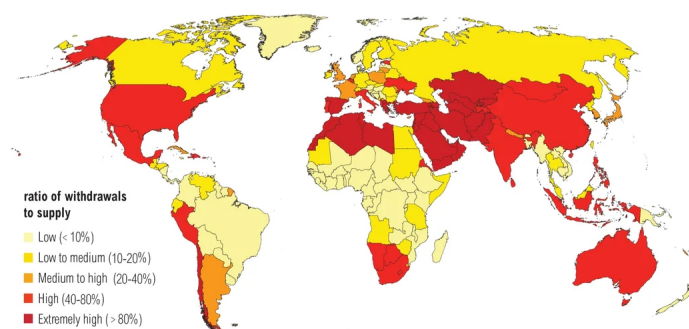 ratio of withdrawals
to supply
Low (< 10%)
Low to medium (10-20%)
Medium to high (20-40%)
High (40-80%)
Extremely high (> 80%)